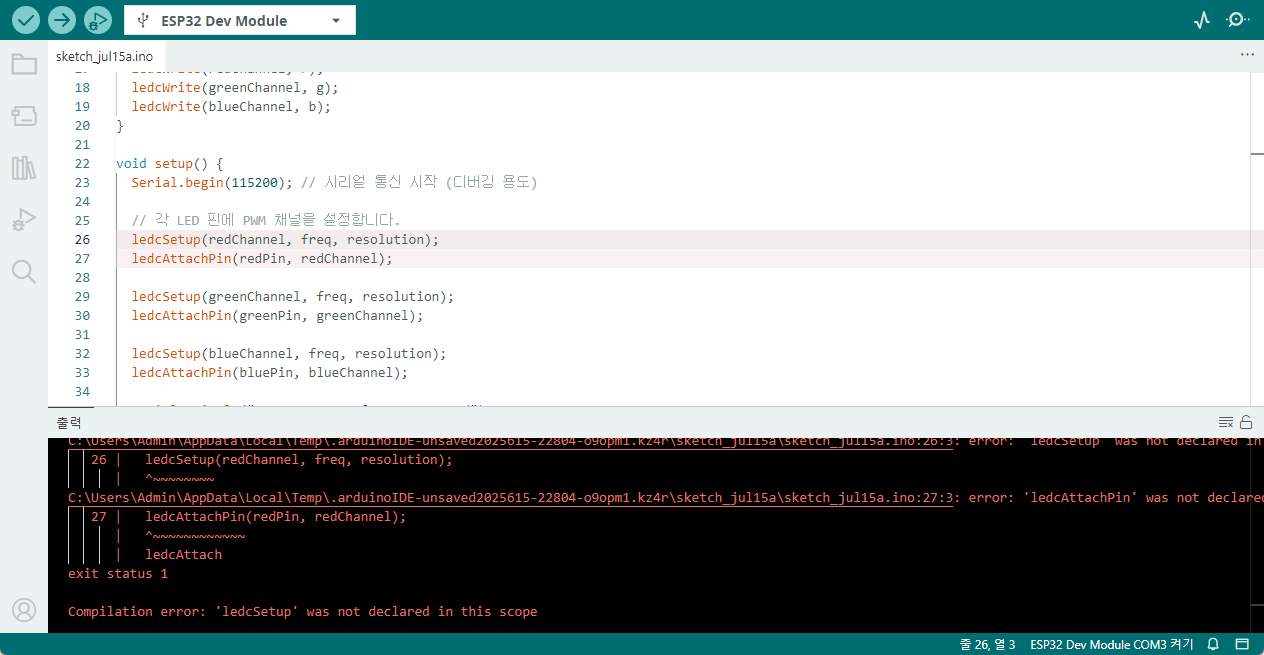 ESP32 Dev Module
sketch_jul15a.ino
17 ledcWrite(redChannel, r);
18 ledcWrite(greenChannel, g);
19 ledcWrite(blueChannel, b);
20 }
21
22 void setup() {
23 Serial.begin(115200); // 시리얼 통신 시작 (디버깅 용도)
24
25 // 각 LED 핀에 PWM 채널을 설정합니다.
26 ledcSetup(redChannel, freq, resolution);
27 ledcAttachPin(redPin, redChannel);
28
29 ledcSetup(greenChannel, freq, resolution);
30 ledcAttachPin(greenPin, greenChannel);
31
32 ledcSetup(blueChannel, freq, resolution);
33 ledcAttachPin(bluePin, blueChannel);
34
출력
C:\Users\Admin\AppData\Local\Temp\.arduinoIDE-unsaved2025615-22804-o9opm1.kz4r\sketch_jul15a\sketch_jul15a.ino:26:3: error: 'ledcSetup' was not declared in
26 | ledcSetup(redChannel, freq, resolution);
| ^~~~~~~~~
C:\Users\Admin\AppData\Local\Temp\.arduinoIDE-unsaved2025615-22804-o9opm1.kz4r\sketch_jul15a\sketch_jul15a.ino:27:3: error: 'ledcAttachPin' was not declared
27 | ledcAttachPin(redPin, redChannel);
| ^~~~~~~~~~~~~
| ledcAttach
exit status 1
Compilation error: 'ledcSetup' was not declared in this scope
줄 26, 열 3 ESP32 Dev Module COM3 켜기